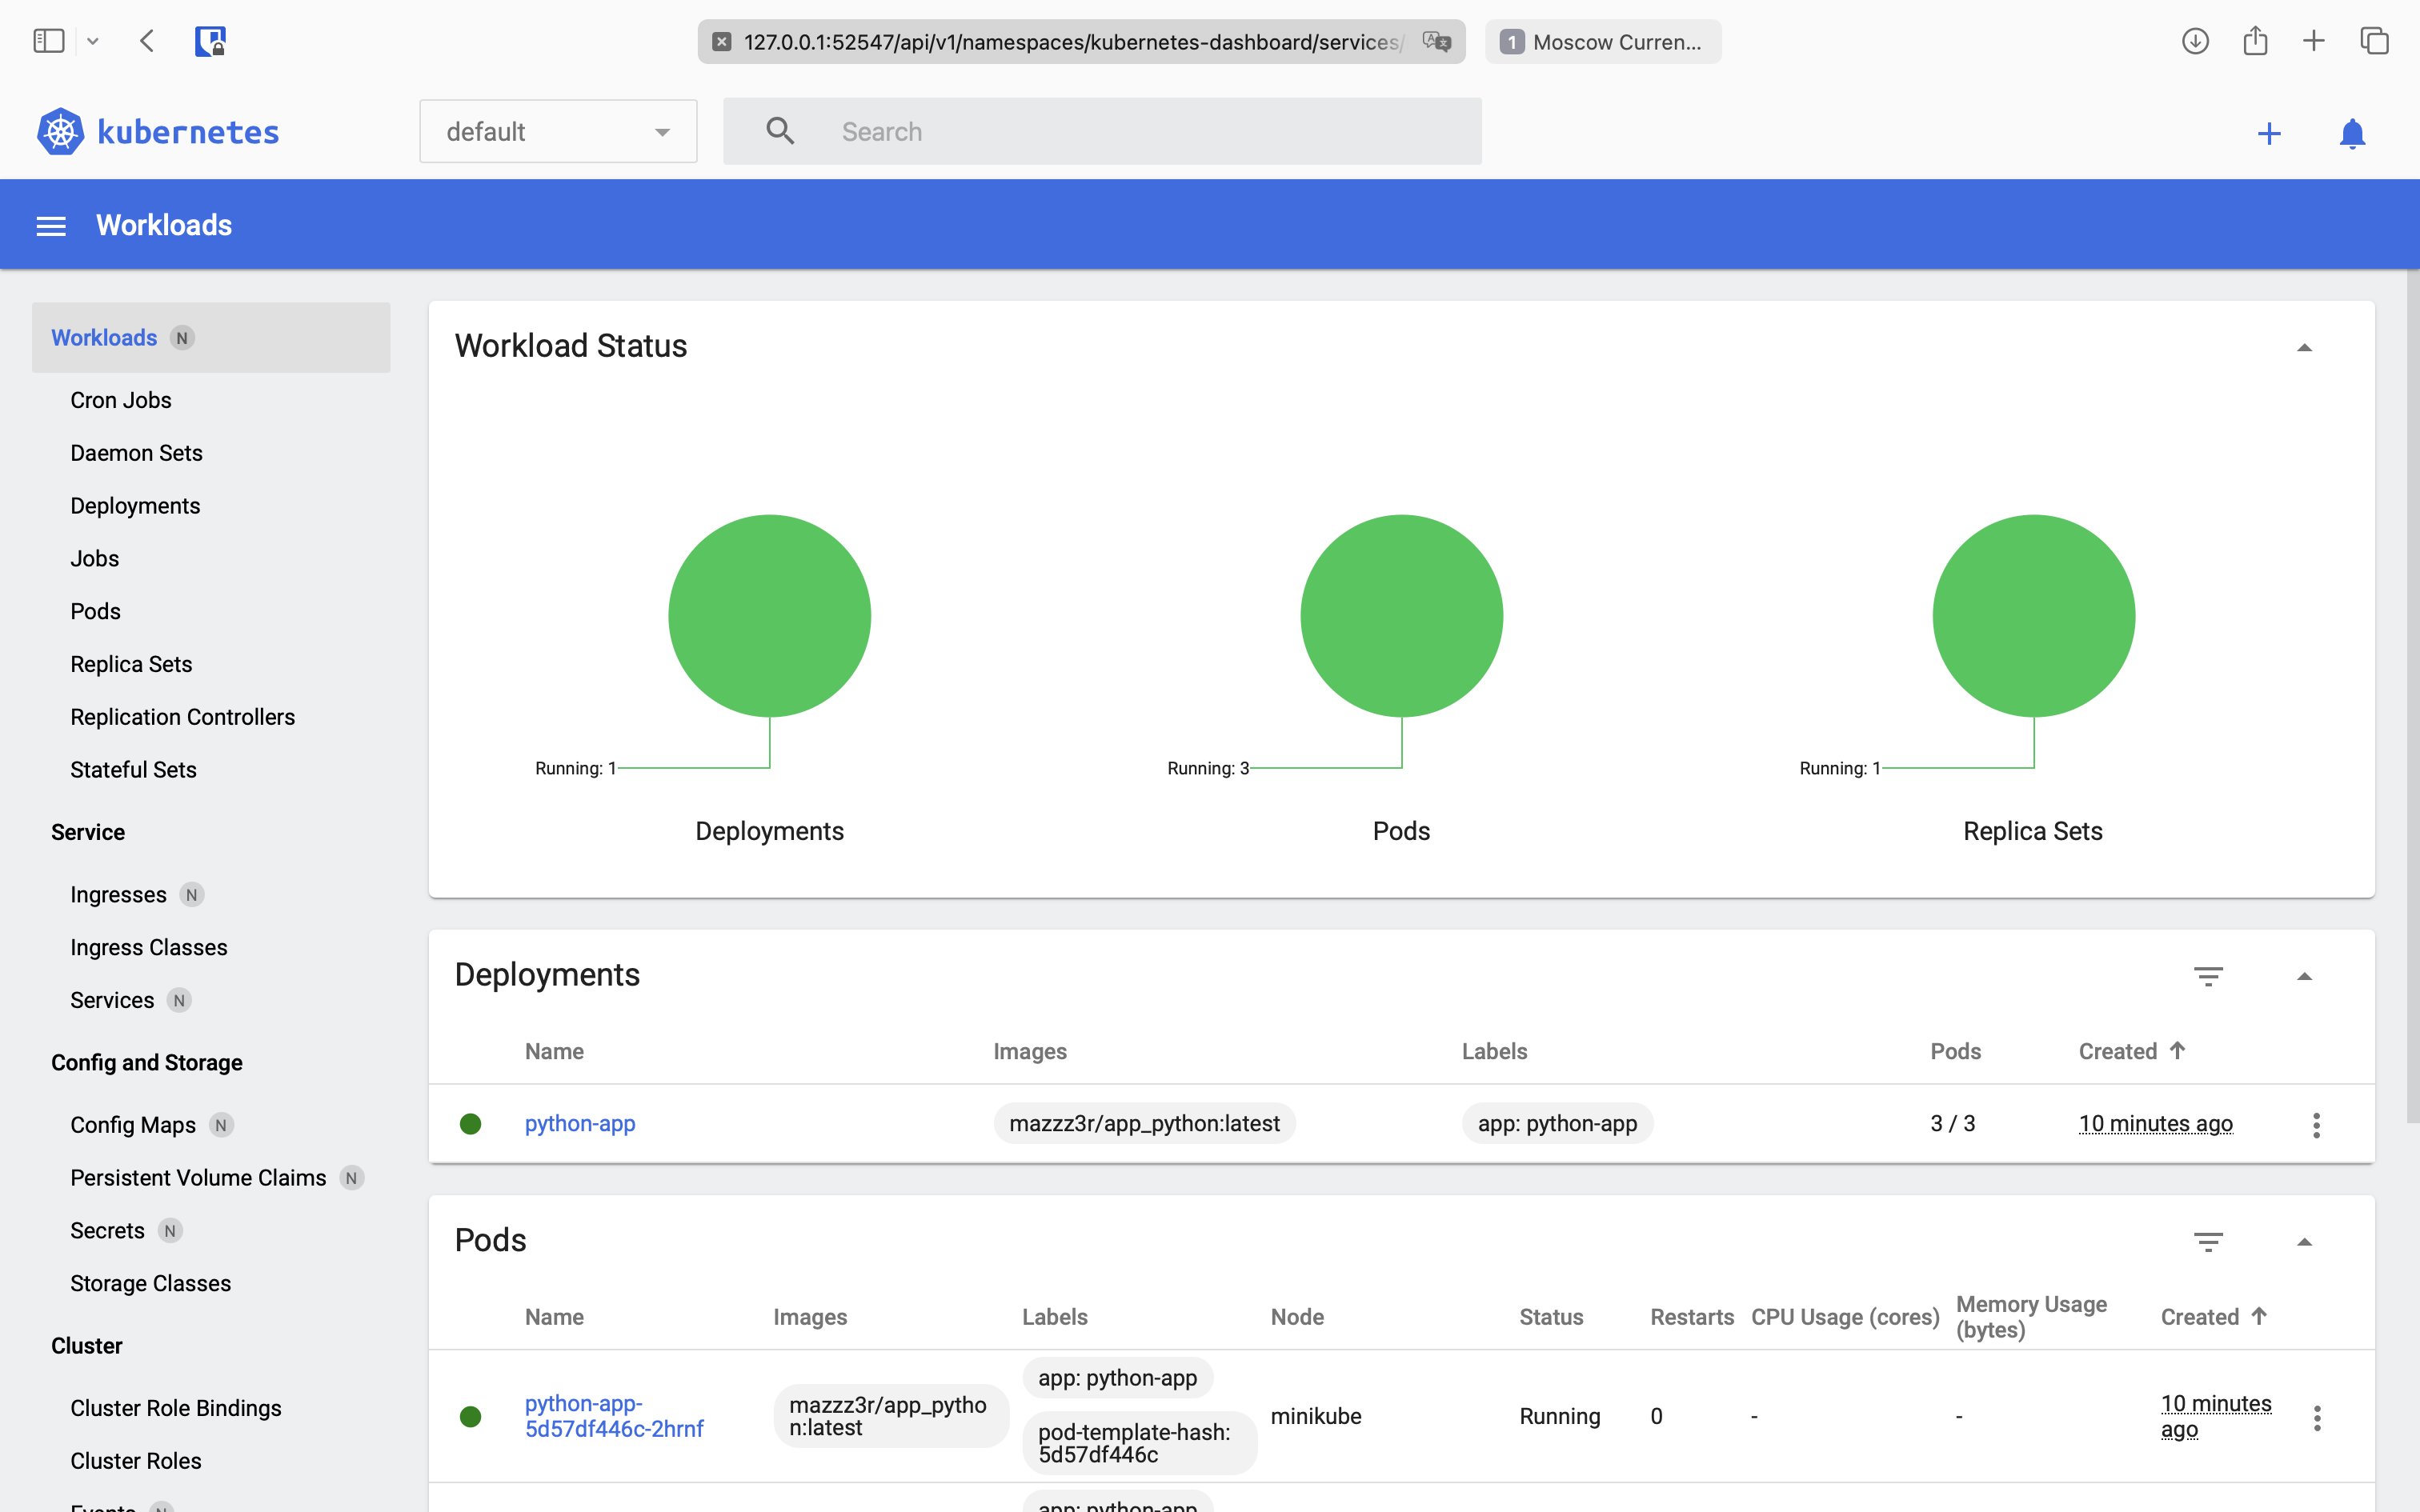 127.0.0.1:52547/api/v1/namespaces/kubernetes-dashboard/services/
1 Moscow Curren...
kubernetes
default
Search
Workloads
Workloads N
Cron Jobs
Daemon Sets
Deployments
Jobs
Pods
Replica Sets
Replication Controllers
Stateful Sets
Service
Ingresses N
Ingress Classes
Services N
Config and Storage
Config Maps N
Persistent Volume Claims N
Secrets N
Storage Classes
Cluster
Cluster Role Bindings
Cluster Roles
Events N
Workload Status
Running: 1
Running: 3
Running: 1
Deployments
Pods
Replica Sets
Deployments
Name Images Labels Pods Created
python-app mazzz3r/app_python:latest app: python-app 3 / 3 10 minutes ago
Pods
Name Images Labels Node Status Restarts CPU Usage (cores) Memory Usage
(bytes) Created
python-app-
5d57df446c-2hrnf
mazzz3r/app_pytho
n:latest
app: python-app
pod-template-hash:
5d57df446c
minikube
Running
0
-
-
10 minutes
ago
app: python-app